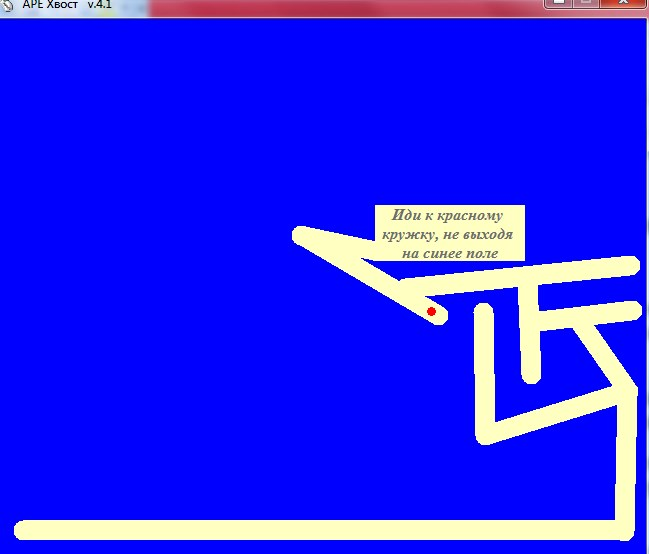 APE Хвост v.4.1
Иди к красному
кружку, не выходя
на синее поле